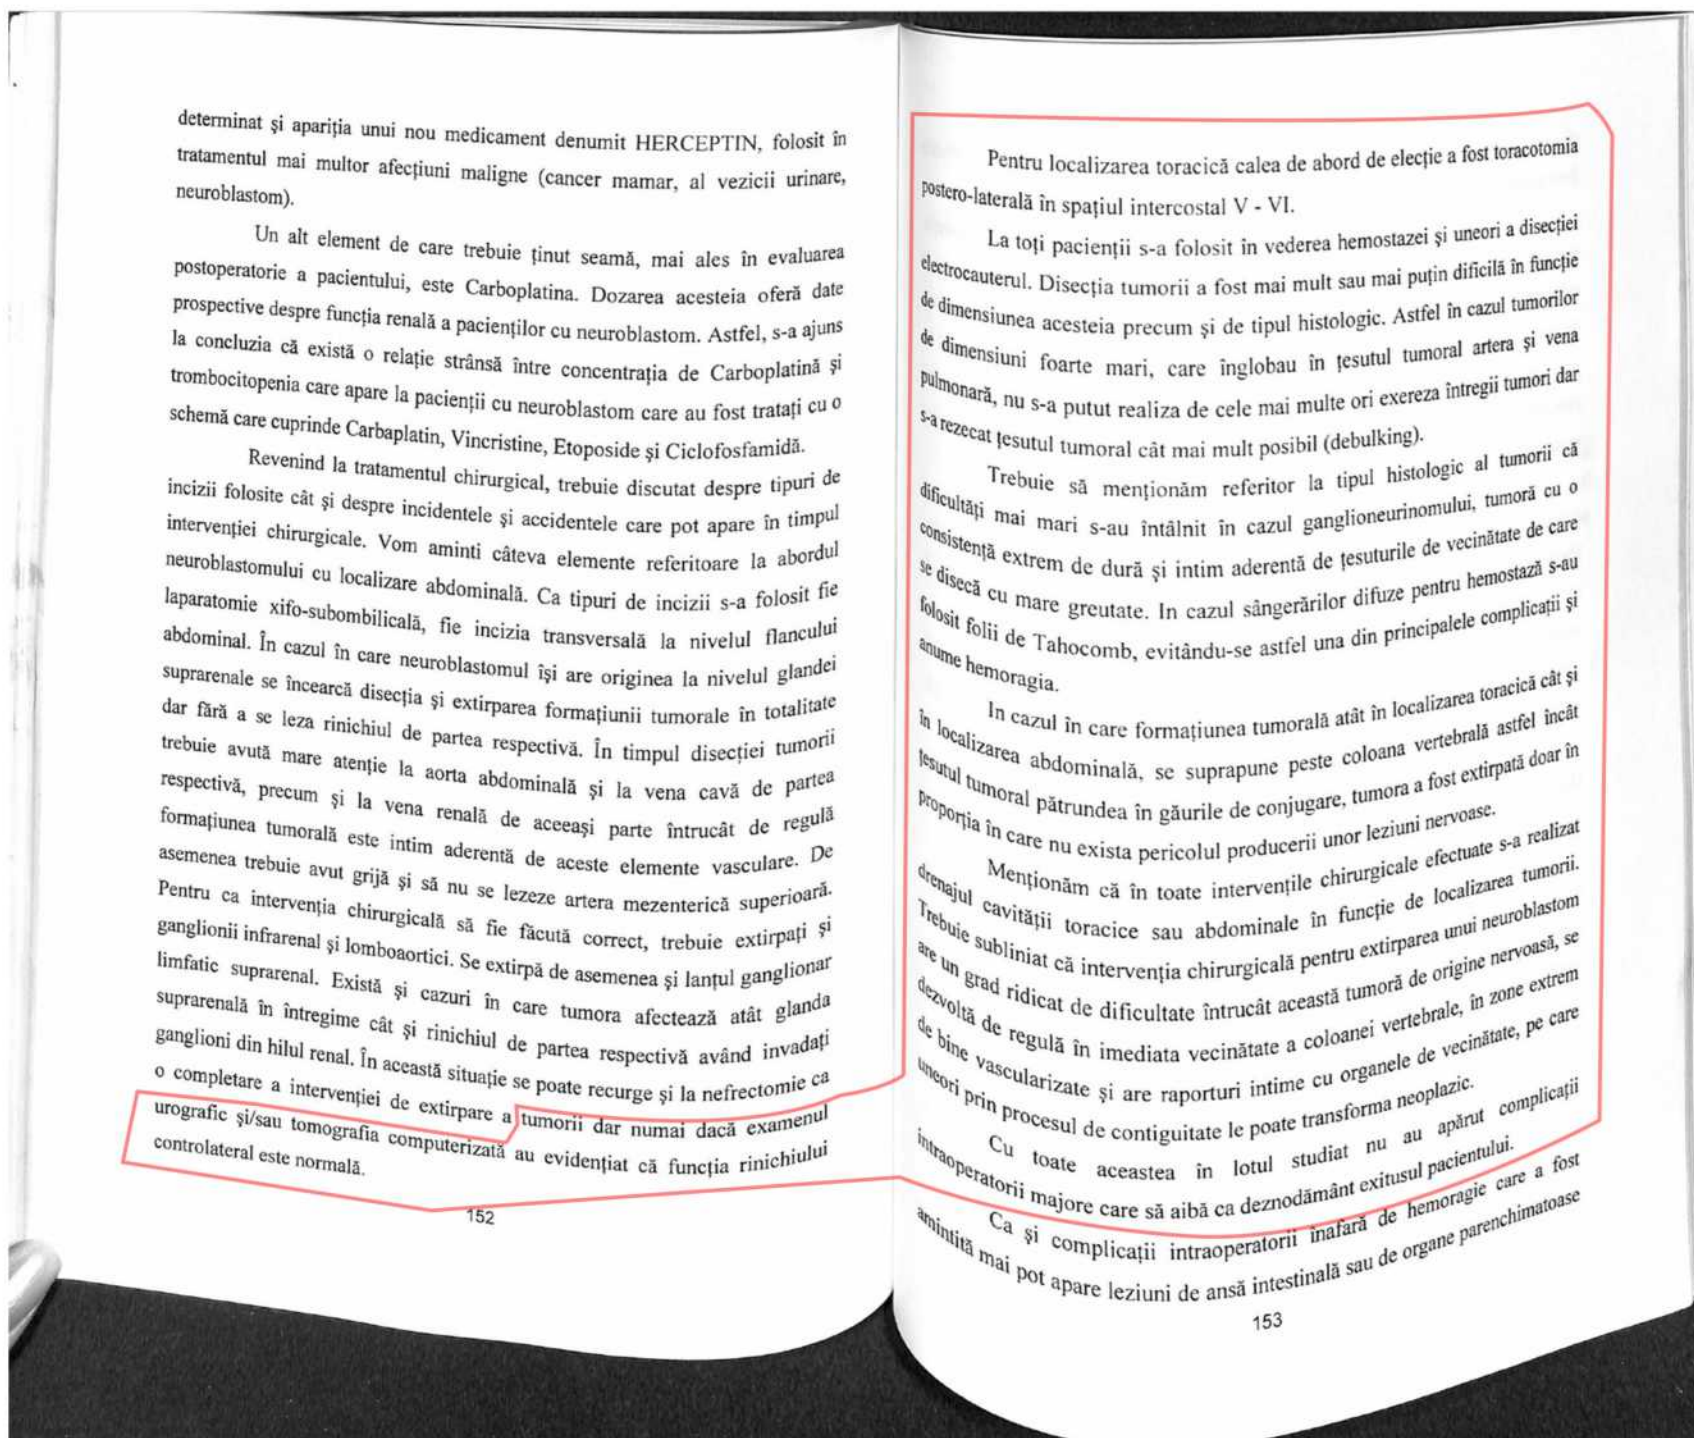 determinat şi apariţia unui nou medicament denumit HERCEPTIN, folosit în
tratamentul mai multor afecţiuni maligne (cancer mamar, al vezicii urinare,
neuroblastom).
Un alt element de care trebuie ţinut seamă, mai ales în evaluarea
postoperatorie a pacientului, este Carboplatina. Dozarea acesteia oferă date
prospective despre funcţia renală a pacienţilor cu neuroblastom. Astfel, s-a ajuns
la concluzia că există o relaţie strânsă între concentraţia de Carboplatină şi
trombocitopenia care apare la pacienţii cu neuroblastom care au fost trataţi cu o
schemă care cuprinde Carbaplatin, Vincristine, Etoposide şi Ciclofosfamidă.
Revenind la tratamentul chirurgical, trebuie discutat despre tipuri de
incizii folosite cât şi despre incidentele şi accidentele care pot apare în timpul
intervenţiei chirurgicale. Vom aminti câteva elemente referitoare la abordul
neuroblastomului cu localizare abdominală. Ca tipuri de incizii s-a folosit fie
laparatomie xifo-subombilicală, fie incizia transversală la nivelul flancului
abdominal. În cazul în care neuroblastomul îşi are originea la nivelul glandei
suprarenale se încearcă disecţia şi extirparea formaţiunii tumorale în totalitate
dar fără a se leza rinichiul de partea respectivă. În timpul disecţiei tumorii
trebuie avută mare atenţie la aorta abdominală şi la vena cavă de partea
respectivă, precum şi la vena renală de aceeaşi parte întrucât de regulă
formaţiunea tumorală este intim aderentă de aceste elemente vasculare. De
asemenea trebuie avut grijă şi să nu se lezeze artera mezenterică superioară.
Pentru ca intervenţia chirurgicală să fie făcută corect, trebuie extirpaţi şi
ganglionii infrarenal şi lomboaortici. Se extirpă de asemenea şi lanţul ganglionar
limfatic suprarenal. Există şi cazuri în care tumora afectează atât glanda
suprarenală în întregime cât şi rinichiul de partea respectivă având invadaţi
ganglioni din hilul renal. În această situaţie se poate recurge şi la nefrectomie ca
o completare a intervenţiei de extirpare a tumorii dar numai dacă examenul
urografic şi/sau tomografia computerizată au evidenţiat că funcţia rinichiului
controlateral este normală.
152
Pentru localizarea toracică calea de abord de elecţie a fost toracotomia
postero-laterală în spaţiul intercostal V - VI.
La toţi pacienţii s-a folosit în vederea hemostazei şi uneori a disecţiei
electrocauterul. Disecţia tumorii a fost mai mult sau mai puţin dificilă în funcţie
de dimensiunea acesteia precum şi de tipul histologic. Astfel în cazul tumorilor
de dimensiuni foarte mari, care înglobau în ţesutul tumoral artera şi vena
pulmonară, nu s-a putut realiza de cele mai multe ori exereza întregii tumori dar
s-a rezecat ţesutul tumoral cât mai mult posibil (debulking).
Trebuie să menţionăm referitor la tipul histologic al tumorii că
dificultăţi mai mari s-au întâlnit în cazul ganglioneurinomului, tumoră cu o
consistenţă extrem de dură şi intim aderentă de ţesuturile de vecinătate de care
se disecă cu mare greutate. In cazul sângerărilor difuze pentru hemostază s-au
folosit folii de Tahocomb, evitându-se astfel una din principalele complicaţii şi
anume hemoragia.
In cazul în care formaţiunea tumorală atât în localizarea toracică cât şi
în localizarea abdominală, se suprapune peste coloana vertebrală astfel încât
ţesutul tumoral pătrundea în găurile de conjugare, tumora a fost extirpată doar în
proporţia în care nu exista pericolul producerii unor leziuni nervoase.
Menţionăm că în toate intervenţile chirurgicale efectuate s-a realizat
drenajul cavităţii toracice sau abdominale în funcţie de localizarea tumorii.
Trebuie subliniat că intervenţia chirurgicală pentru extirparea unui neuroblastom
are un grad ridicat de dificultate întrucât această tumoră de origine nervoasă, se
dezvoltă de regulă în imediata vecinătate a coloanei vertebrale, în zone extrem
de bine vascularizate şi are raporturi intime cu organele de vecinătate, pe care
uneori prin procesul de contiguitate le poate transforma neoplazic.
Cu toate aceastea în lotul studiat nu au apărut complicaţii
intraoperatorii majore care să aibă ca deznodământ exitusul pacientului.
Ca şi complicaţii intraoperatorii înafară de hemoragie care a fost
amintită mai pot apare leziuni de ansă intestinală sau de organe parenchimatoase
153